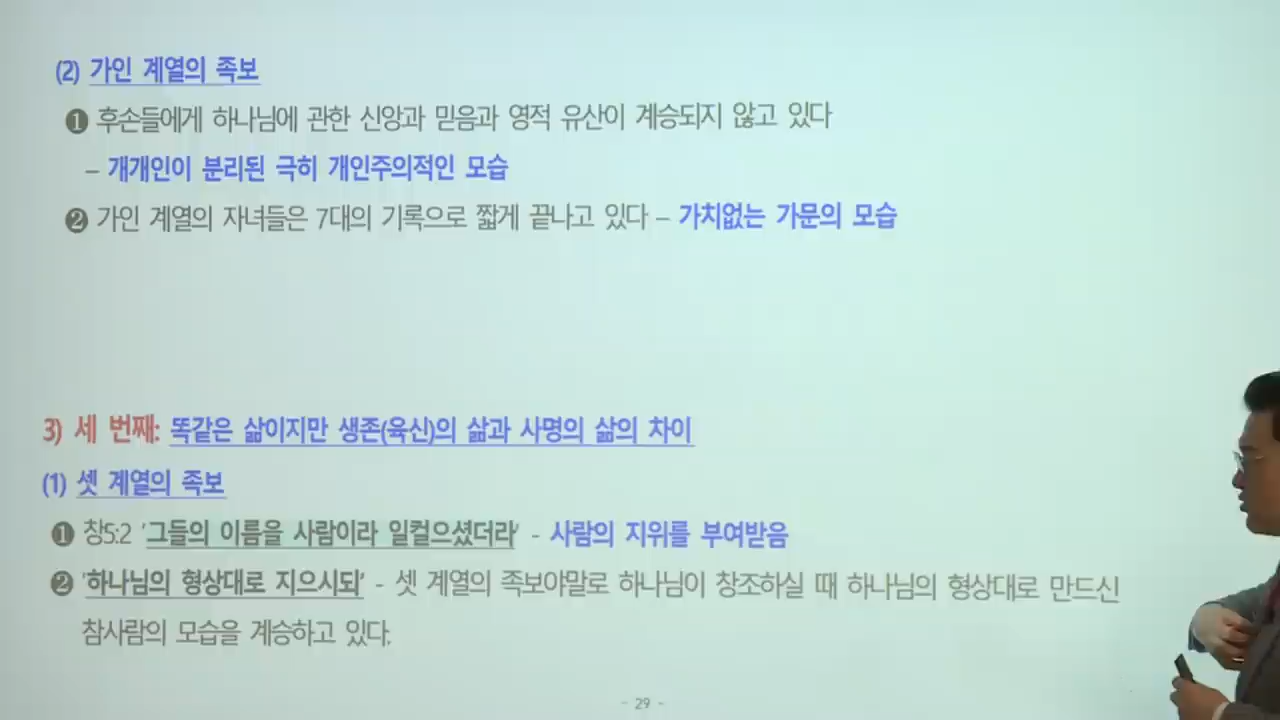 (2) 가인 계열의 족보
❶ 후손들에게 하나님에 관한 신앙과 믿음과 영적 유산이 계승되지 않고 있다
– 개개인이 분리된 극히 개인주의적인 모습
❷ 가인 계열의 자녀들은 7대의 기록으로 짧게 끝나고 있다 – 가치없는 가문의 모습
3) 세 번째: 똑같은 삶이지만 생존(육신)의 삶과 사명의 삶의 차이
(1) 셋 계열의 족보
❶ 창5:2 '그들의 이름을 사람이라 일컬으셨더라' - 사람의 지위를 부여받음
❷ '하나님의 형상대로 지으시되' - 셋 계열의 족보야말로 하나님이 창조하실 때 하나님의 형상대로 만드신
참사람의 모습을 계승하고 있다.
- 29 -